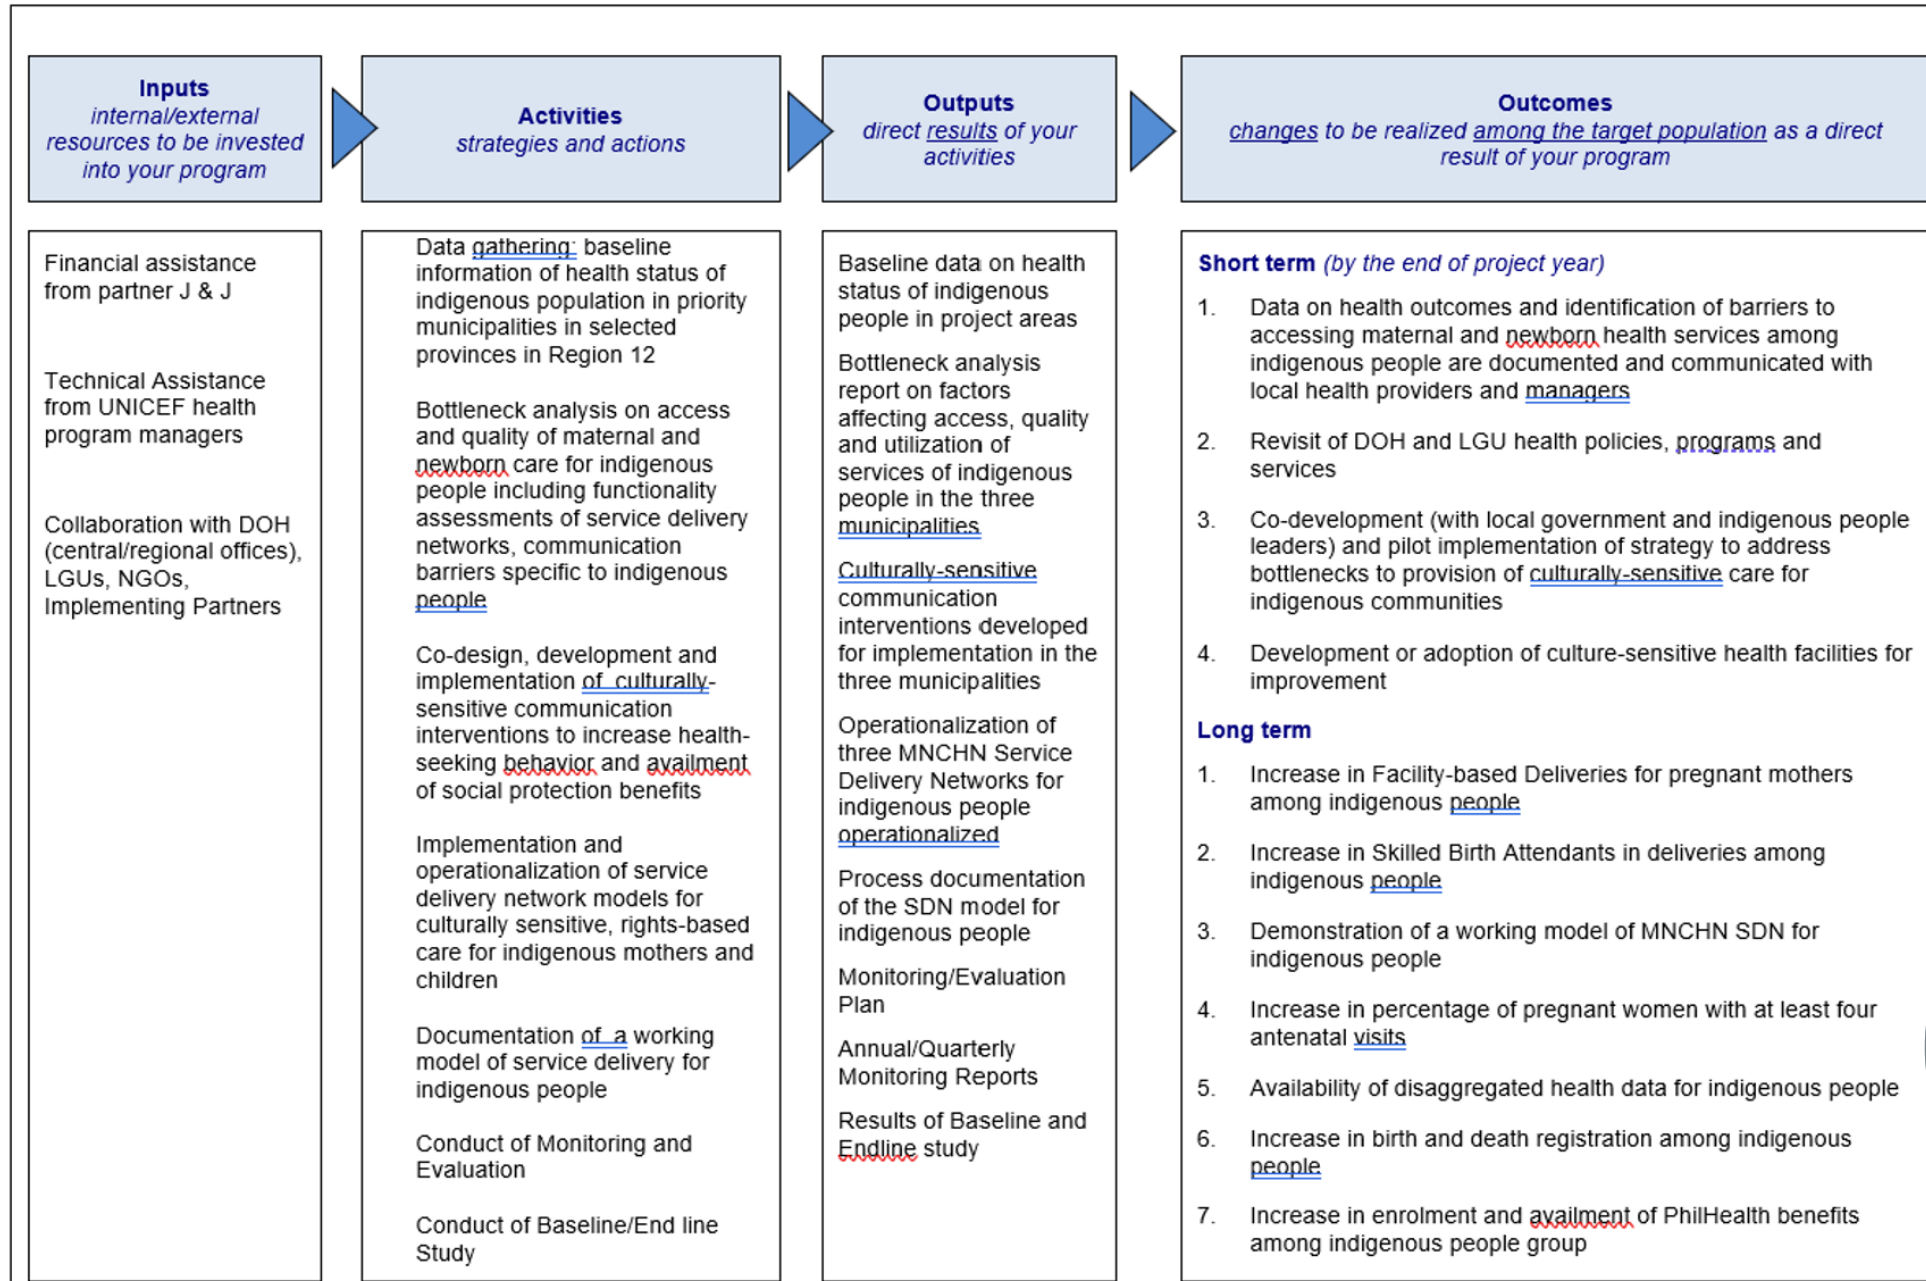 Inputs
internal/external
resources to be invested
into your program
Activities
strategies and actions
Outputs
direct results of your
activities
Outcomes
changes to be realized among the target population as a direct
result of your program
Financial assistance
from partner J & J
Technical Assistance
from UNICEF health
program managers
Collaboration with DOH
(central/regional offices),
LGUs, NGOs,
Implementing Partners
Data gathering: baseline
information of health status of
indigenous population in priority
municipalities in selected
provinces in Region 12
Bottleneck analysis on access
and quality of maternal and
newborn care for indigenous
people including functionality
assessments of service delivery
networks, communication
barriers specific to indigenous
people
Co-design, development and
implementation of  culturally-
sensitive communication
interventions to increase health-
seeking behavior and availment
of social protection benefits
Implementation and
operationalization of service
delivery network models for
culturally sensitive, rights-based
care for indigenous mothers and
children
Documentation of  a working
model of service delivery for
indigenous people
Conduct of Monitoring and
Evaluation
Conduct of Baseline/End line
Study
Baseline data on health
status of indigenous
people in project areas
Bottleneck analysis
report on factors
affecting access, quality
and utilization of
services of indigenous
people in the three
municipalities
Culturally-sensitive
communication
interventions developed
for implementation in the
three municipalities
Operationalization of
three MNCHN Service
Delivery Networks for
indigenous people
operationalized
Process documentation
of the SDN model for
indigenous people
Monitoring/Evaluation
Plan
Annual/Quarterly
Monitoring Reports
Results of Baseline and
Endline study
Short term (by the end of project year)
1. Data on health outcomes and identification of barriers to
accessing maternal and newborn health services among
indigenous people are documented and communicated with
local health providers and managers
2. Revisit of DOH and LGU health policies, programs and
services
3. Co-development (with local government and indigenous people
leaders) and pilot implementation of strategy to address
bottlenecks to provision of culturally-sensitive care for
indigenous communities
4. Development or adoption of culture-sensitive health facilities for
improvement
Long term
1. Increase in Facility-based Deliveries for pregnant mothers
among indigenous people
2. Increase in Skilled Birth Attendants in deliveries among
indigenous people
3. Demonstration of a working model of MNCHN SDN for
indigenous people
4. Increase in percentage of pregnant women with at least four
antenatal visits
5. Availability of disaggregated health data for indigenous people
6. Increase in birth and death registration among indigenous
people
7. Increase in enrolment and availment of PhilHealth benefits
among indigenous people group